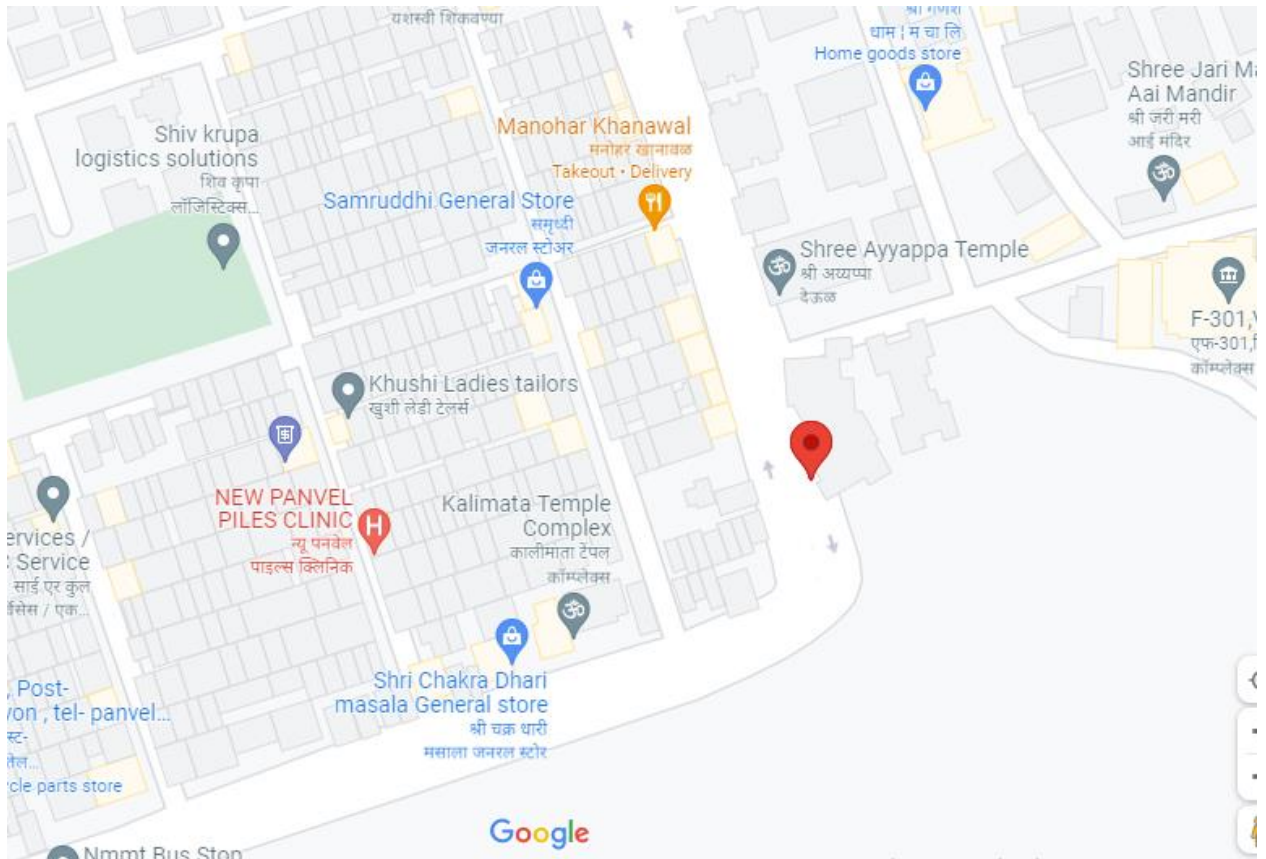 यशस्वी शिकवण्या
श्री गणेश
धाम | म चा लि
Home goods store
Shree Jari Ma
Aai Mandir
श्री जरी मरी
आई मंदिर
Shiv krupa
logistics solutions
शिव कृपा
लॉजिस्टिक्स...
Manohar Khanawal
मनोहर खानावळ
Takeout • Delivery
Samruddhi General Store
समृध्दी
जनरल स्टोअर
Shree Ayyappa Temple
श्री अय्यप्पा
देऊळ
F-301,
एफ-301,
कॉम्प्लेक्स
Khushi Ladies tailors
खुशी लेडी टेलर्स
NEW PANVEL
PILES CLINIC
न्यू पनवेल
पाइल्स क्लिनिक
Kalimata Temple
Complex
कालीमाता टेंपल
कॉम्प्लेक्स
ervices /
Service
साई एर कुल
र्विसेस / एक...
Shri Chakra Dhari
masala General store
श्री चक्र धारी
मसाला जनरल स्टोर
, Post-
von , tel- panvel...
स्ट-
तेल...
cle parts store
Google
Nmmt Bus Stop